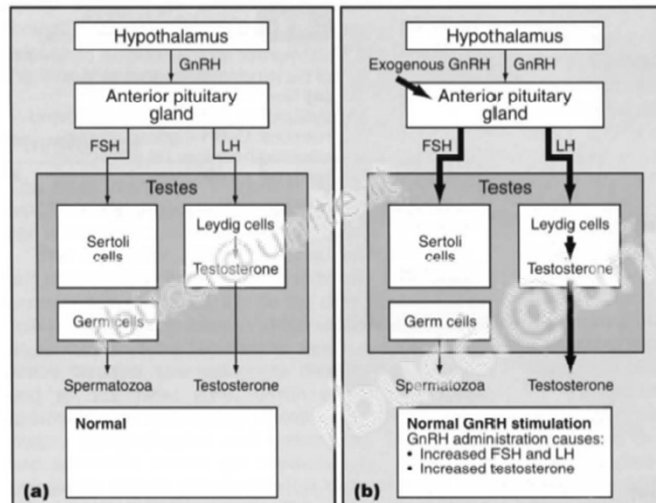 Hypothalamus
GnRH
Anterior pituitary
gland
FSH
LH
Testes
Sertoli
cells
Leydig cells
Testosterone
Germ cells
Spermatozoa
Testosterone
Normal
(a)
Hypothalamus
Exogenous GnRH
GnRH
Anterior pituitary
gland
FSH
LH
Testes
Sertoli
cells
Leydig cells
Testosterone
Germ cells
Spermatozoa
Testosterone
Normal GnRH stimulation
GnRH administration causes:
• Increased FSH and LH
• Increased testosterone
(b)